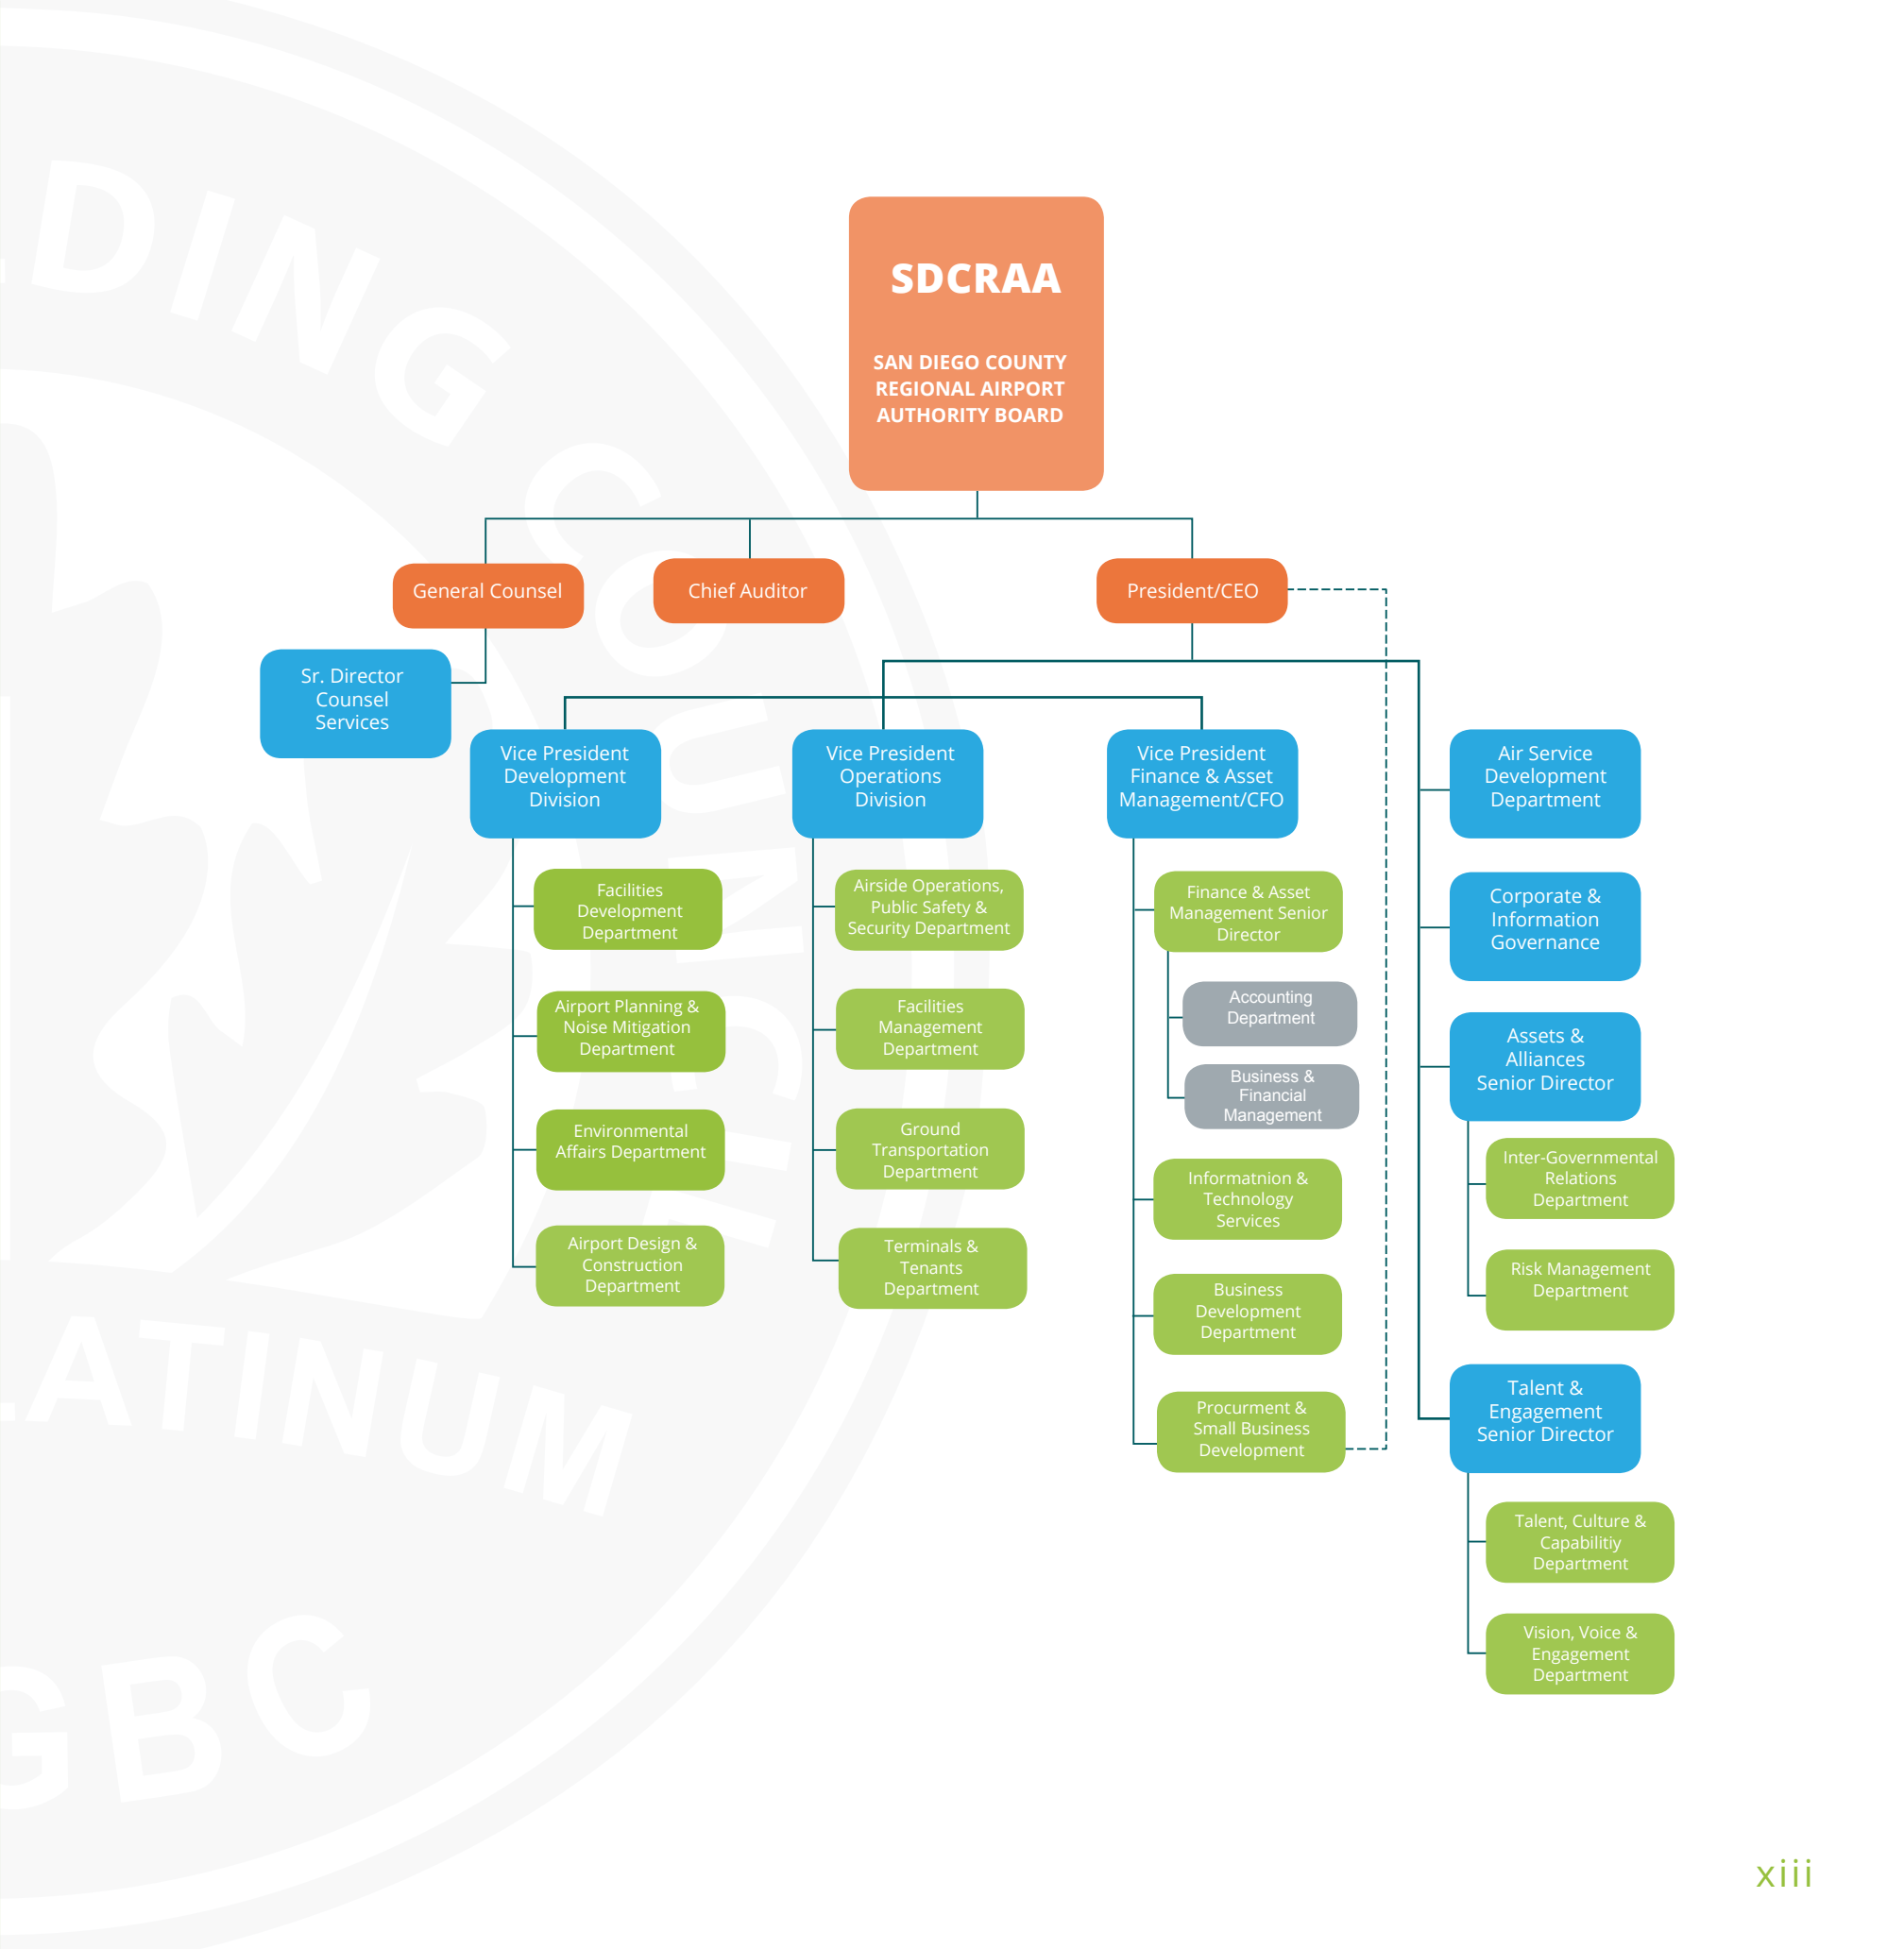 SDCRAA
SAN DIEGO COUNTY
REGIONAL AIRPORT
AUTHORITY BOARD
General Counsel
Chief Auditor
President/CEO
Sr. Director
Counsel
Services
Vice President
Development
Division
Facilities
Development
Department
Airport Planning &
Noise Mitigation
Department
Environmental
Affairs Department
Airport Design &
Construction
Department
Vice President
Operations
Division
Airside Operations,
Public Safety &
Security Department
Facilities
Management
Department
Ground
Transportation
Department
Terminals &
Tenants
Department
Vice President
Finance & Asset
Management/CFO
Finance & Asset
Management Senior
Director
Accounting
Department
Business &
Financial
Management
Informatnion &
Technology
Services
Business
Development
Department
Procurment &
Small Business
Development
Air Service
Development
Department
Corporate &
Information
Governance
Assets &
Alliances
Senior Director
Inter-Governmental
Relations
Department
Risk Management
Department
Talent &
Engagement
Senior Director
Talent, Culture &
Capabilitiy
Department
Vision, Voice &
Engagement
Department
DING COUNCIL
LATINUM
GBC
xiii